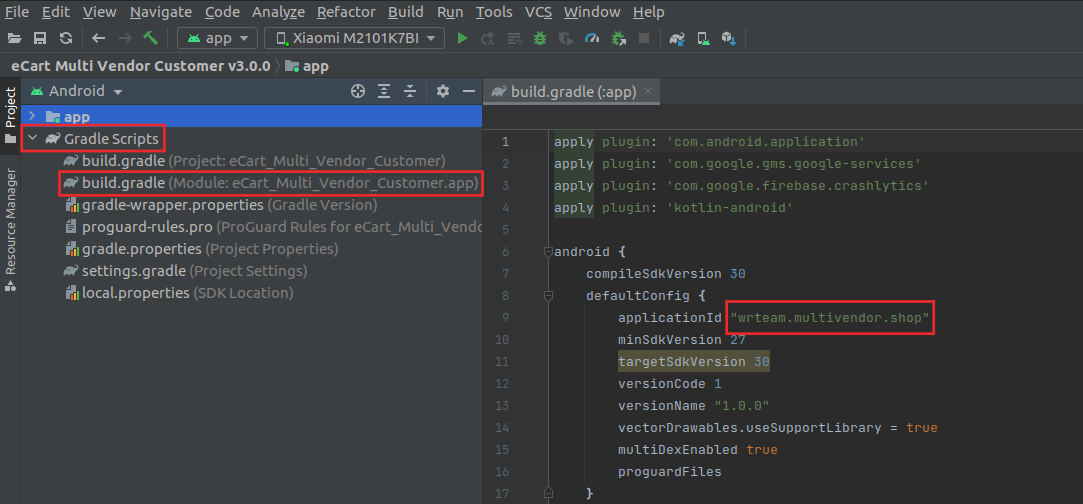 File Edit View Navigate Code Analyze Refactor Build Run Tools VCS Window Help
app Xiaomi M2101K7BI
eCart Multi Vendor Customer v3.0.0 app
Project
Resource Manager
Android
app
Gradle Scripts
build.gradle (Project: eCart_Multi_Vendor_Customer)
build.gradle (Module: eCart_Multi_Vendor_Customer.app)
gradle-wrapper.properties (Gradle Version)
proguard-rules.pro (ProGuard Rules for eCart_Multi_Vendo
gradle.properties (Project Properties)
settings.gradle (Project Settings)
local.properties (SDK Location)
build.gradle (:app)
1 apply plugin: 'com.android.application'
2 apply plugin: 'com.google.gms.google-services'
3 apply plugin: 'com.google.firebase.crashlytics'
4 apply plugin: 'kotlin-android'
5
6 android {
7 compileSdkVersion 30
8 defaultConfig {
9 applicationId "wrteam.multivendor.shop"
10 minSdkVersion 27
11 targetSdkVersion 30
12 versionCode 1
13 versionName "1.0.0"
14 vectorDrawables.useSupportLibrary = true
15 multiDexEnabled true
16 proguardFiles
17 }